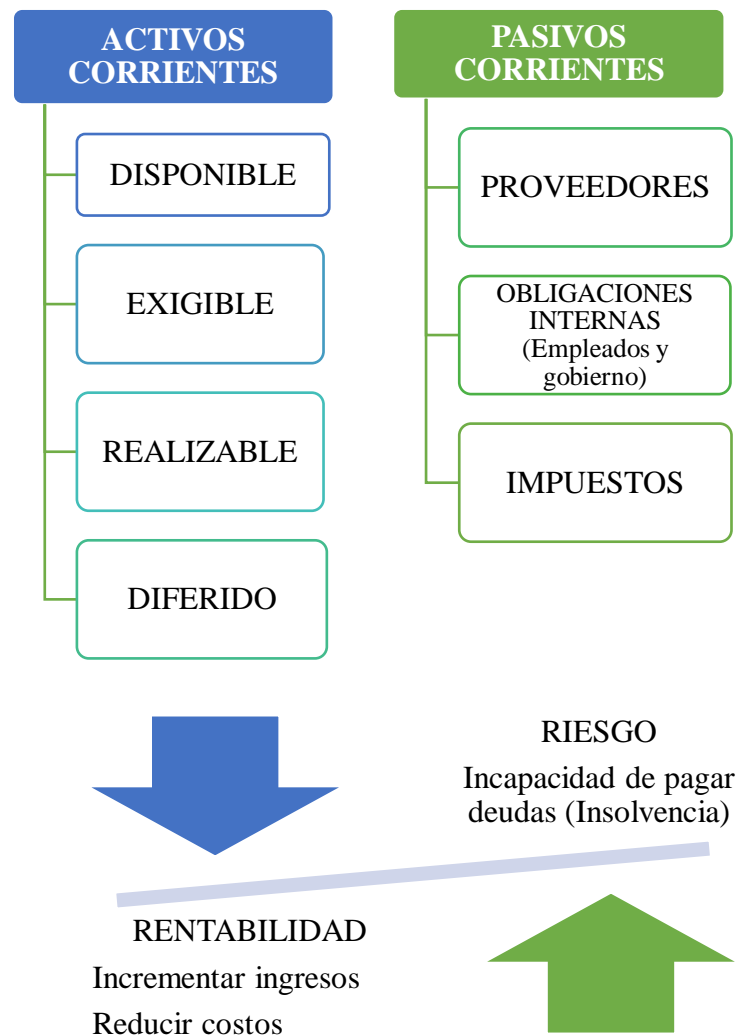 ACTIVOS
CORRIENTES
DISPONIBLE
EXIGIBLE
REALIZABLE
DIFERIDO
PASIVOS
CORRIENTES
PROVEEDORES
OBLIGACIONES
INTERNAS
(Empleados y
gobierno)
IMPUESTOS
RIESGO
Incapacidad de pagar
deudas (Insolvencia)
RENTABILIDAD
Incrementar ingresos
Reducir costos